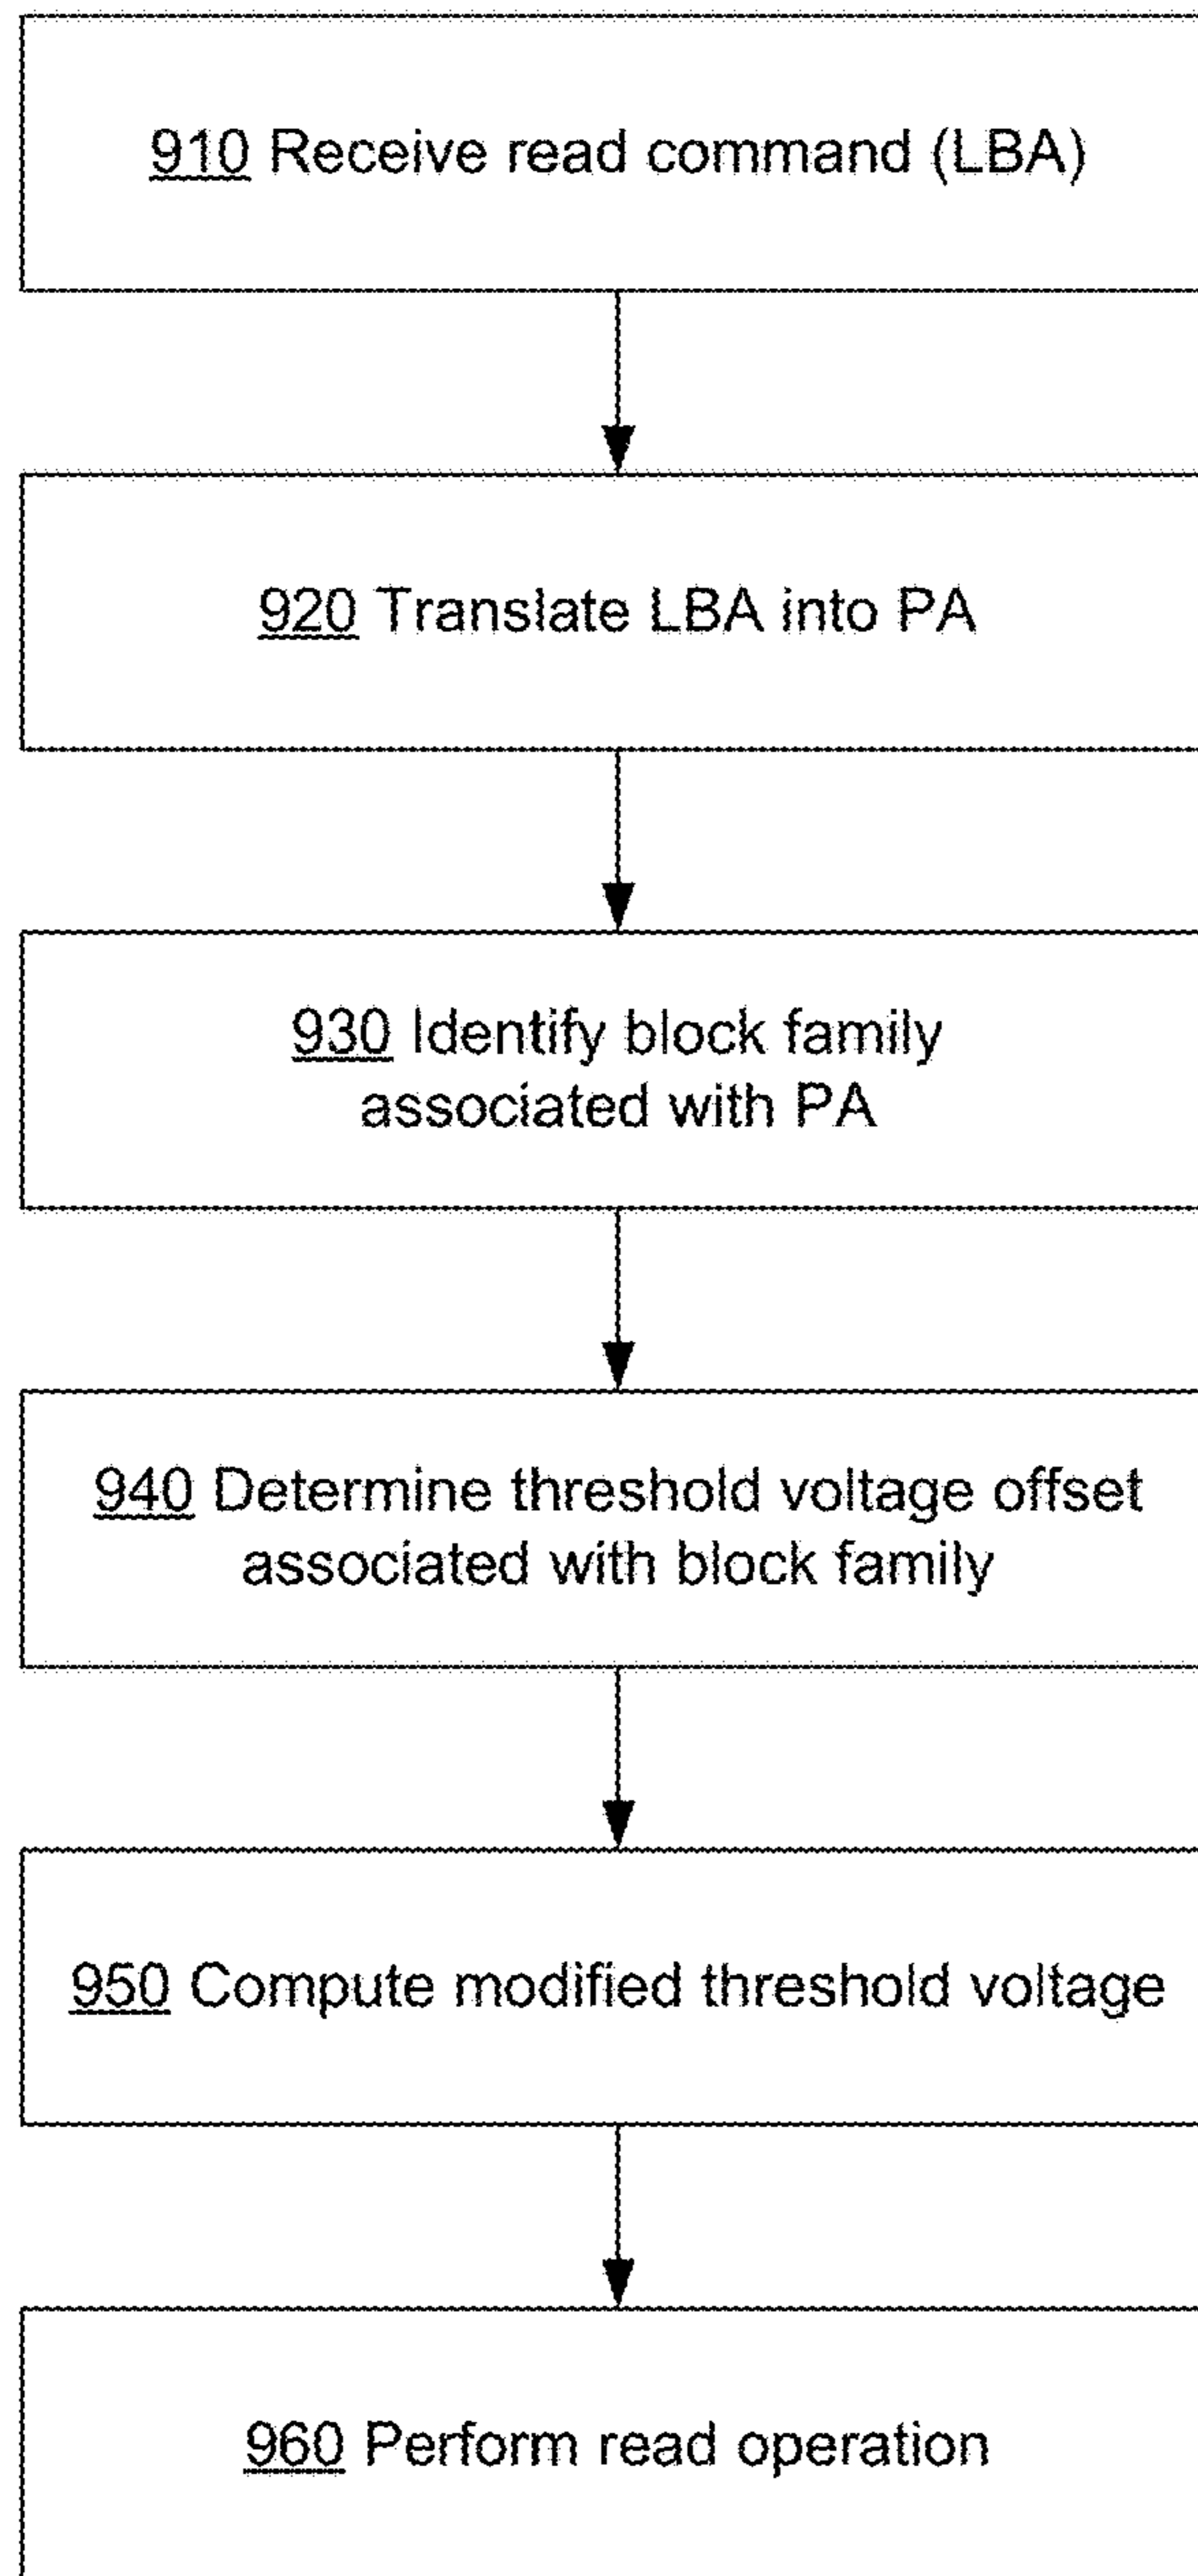 910 Receive read command (LBA)
920 Translate LBA into PA
930 Identify block family
associated with PA
940 Determine threshold voltage offset
associated with block family
950 Compute modified threshold voltage
960 Perform read operation